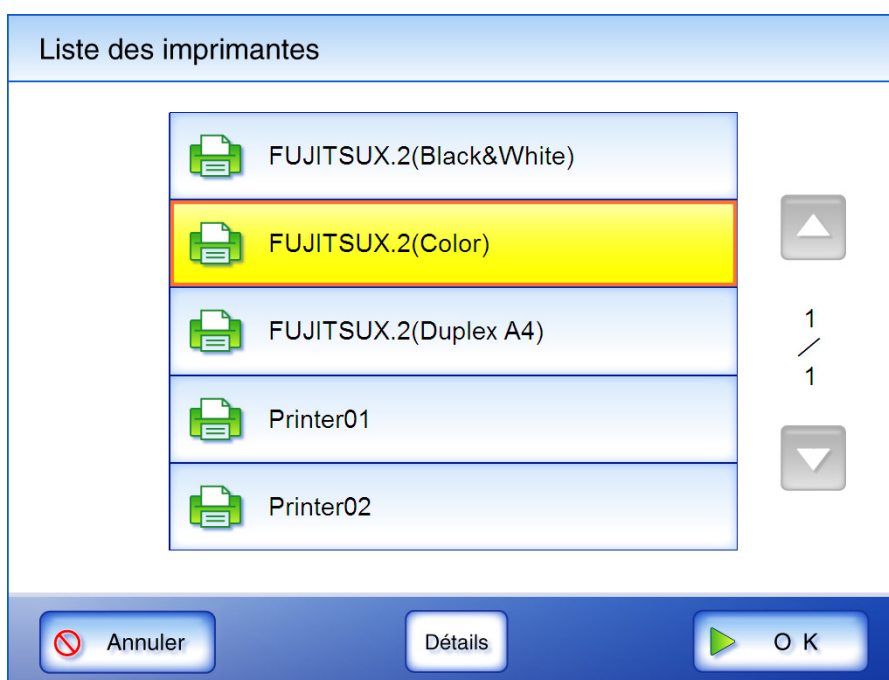 Liste des imprimantes
FUJITSUX.2(Black&White)
FUJITSUX.2(Color)
FUJITSUX.2(Duplex A4)
Printer01
Printer02
1
/
1
Annuler
Détails
O K